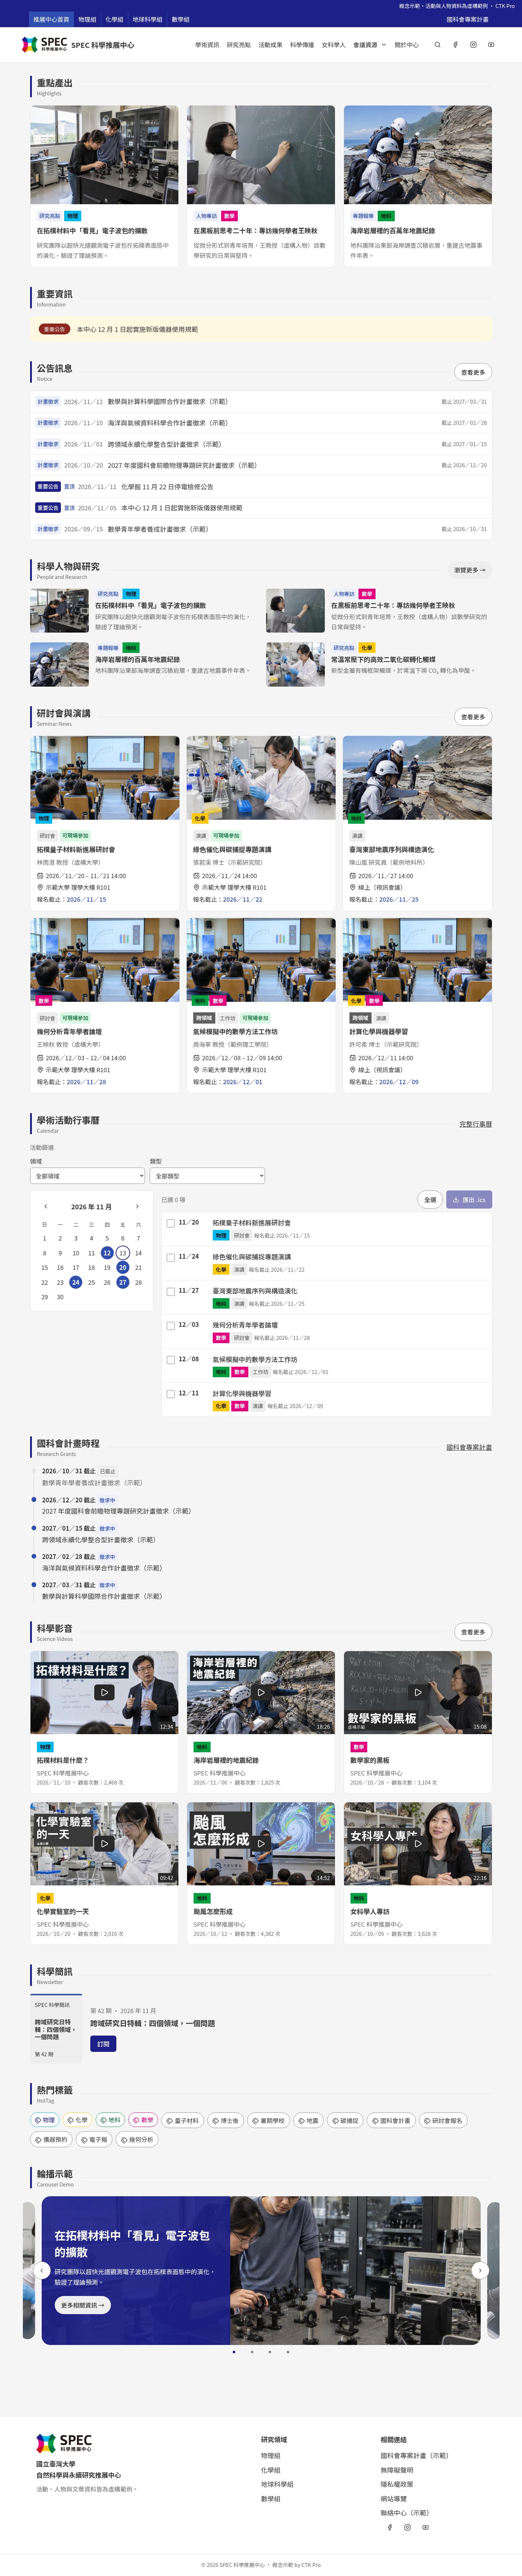 概念示範・活動與人物資料為虛構範例 ・ CTK Pro
推展中心首頁 物理組 化學組 地球科學組 數學組 國科會專案計畫
SPEC 科學推展中心 SPEC 科學推展中心 學術資訊 研究亮點 活動成果 科學傳播 女科學人 會議資源 關於中心
重點產出
Highlights
研究亮點 物理
在拓樸材料中「看見」電子波包的擴散
研究團隊以超快光譜觀測電子波包在拓樸表面態中
的演化，驗證了理論預測。
人物專訪 數學
在黑板前思考二十年：專訪幾何學者王映秋
從微分形式到青年培育，王教授（虛構人物）談數
學研究的日常與堅持。
專題報導 地科
海岸岩層裡的百萬年地震紀錄
地科團隊沿東部海岸調查沉積岩層，重建古地震事
件年表。
重要資訊
Information
重要公告 本中心 12 月 1 日起實施新版儀器使用規範
公告訊息 查看更多
Notice
計畫徵求 2026／11／12 數學與計算科學國際合作計畫徵求（示範） 截止 2027／03／31
計畫徵求 2026／11／10 海洋與氣候資料科學合作計畫徵求（示範） 截止 2027／02／28
計畫徵求 2026／11／01 跨領域永續化學整合型計畫徵求（示範） 截止 2027／01／15
計畫徵求 2026／10／20 2027 年度國科會前瞻物理專題研究計畫徵求（示範） 截止 2026／12／20
重要公告 置頂 2026／11／11 化學館 11 月 22 日停電檢修公告
重要公告 置頂 2026／11／05 本中心 12 月 1 日起實施新版儀器使用規範
計畫徵求 2026／09／15 數學青年學者養成計畫徵求（示範） 截止 2026／10／31
科學人物與研究 瀏覽更多 →
People and Research
研究亮點 物理
在拓樸材料中「看見」電子波包的擴散
研究團隊以超快光譜觀測電子波包在拓樸表面態中的演化，
驗證了理論預測。
人物專訪 數學
在黑板前思考二十年：專訪幾何學者王映秋
從微分形式到青年培育，王教授（虛構人物）談數學研究的
日常與堅持。
專題報導 地科
海岸岩層裡的百萬年地震紀錄
地科團隊沿東部海岸調查沉積岩層，重建古地震事件年表。
研究亮點 化學
常溫常壓下的高效二氧化碳轉化觸媒
新型金屬有機框架觸媒，於常溫下將 CO₂ 轉化為甲酸。
研討會與演講 查看更多
Seminar News
物理
研討會 可現場參加
拓樸量子材料新進展研討會
林雨澄 教授（虛構大學）
2026／11／20 – 11／21 14:00
示範大學 理學大樓 R101
報名截止：2026／11／15
化學
演講 可現場參加
綠色催化與碳捕捉專題演講
張若溪 博士（示範研究院）
2026／11／24 14:00
示範大學 理學大樓 R101
報名截止：2026／11／22
地科
演講
臺灣東部地震序列與構造演化
陳山嵐 研究員（範例地科所）
2026／11／27 14:00
線上（視訊會議）
報名截止：2026／11／25
數學
研討會 可現場參加
幾何分析青年學者論壇
王映秋 教授（虛構大學）
2026／12／03 – 12／04 14:00
示範大學 理學大樓 R101
報名截止：2026／11／28
地科 數學
跨領域 工作坊 可現場參加
氣候模擬中的數學方法工作坊
周海寧 教授（範例理工學院）
2026／12／08 – 12／09 14:00
示範大學 理學大樓 R101
報名截止：2026／12／01
化學 數學
跨領域 演講
計算化學與機器學習
許可柔 博士（示範研究院）
2026／12／11 14:00
線上（視訊會議）
報名截止：2026／12／09
學術活動行事曆 完整行事曆
Calendar
活動篩選
領域 類型
全部領域 全部類型
2026 年 11 月
日 一 二 三 四 五 六
1 2 3 4 5 6 7
8 9 10 11 12 13 14
15 16 17 18 19 20 21
22 23 24 25 26 27 28
29 30
已選 0 場 全選 匯出 .ics
11／20 拓樸量子材料新進展研討會
物理 研討會 報名截止 2026／11／15
11／24 綠色催化與碳捕捉專題演講
化學 演講 報名截止 2026／11／22
11／27 臺灣東部地震序列與構造演化
地科 演講 報名截止 2026／11／25
12／03 幾何分析青年學者論壇
數學 研討會 報名截止 2026／11／28
12／08 氣候模擬中的數學方法工作坊
地科 數學 工作坊 報名截止 2026／12／01
12／11 計算化學與機器學習
化學 數學 演講 報名截止 2026／12／09
國科會計畫時程 國科會專案計畫
Research Grants
2026／10／31 截止 已截止
數學青年學者養成計畫徵求（示範）
2026／12／20 截止 徵求中
2027 年度國科會前瞻物理專題研究計畫徵求（示範）
2027／01／15 截止 徵求中
跨領域永續化學整合型計畫徵求（示範）
2027／02／28 截止 徵求中
海洋與氣候資料科學合作計畫徵求（示範）
2027／03／31 截止 徵求中
數學與計算科學國際合作計畫徵求（示範）
科學影音 查看更多
Science Videos
拓樸材料是什麼？
12:34
物理
拓樸材料是什麼？
SPEC 科學推展中心
2026／11／10 ・ 觀看次數：2,468 次
海岸岩層裡的
地震紀錄
18:26
地科
海岸岩層裡的地震紀錄
SPEC 科學推展中心
2026／11／06 ・ 觀看次數：1,825 次
數學家的黑板
虛構示範
15:08
數學
數學家的黑板
SPEC 科學推展中心
2026／10／28 ・ 觀看次數：3,104 次
化學實驗室
的一天
09:42
化學
化學實驗室的一天
SPEC 科學推展中心
2026／10／20 ・ 觀看次數：2,016 次
颱風
怎麼形成
14:52
地科
颱風怎麼形成
SPEC 科學推展中心
2026／10／12 ・ 觀看次數：4,382 次
女科學人專訪
22:16
地科
女科學人專訪
SPEC 科學推展中心
2026／10／05 ・ 觀看次數：3,628 次
科學簡訊
Newsletter
SPEC 科學簡訊
跨域研究日特
輯：四個領域，
一個問題
第 42 期
第 42 期 ・ 2026 年 11 月
跨域研究日特輯：四個領域，一個問題
訂閱
熱門標籤
HotTag
物理 化學 地科 數學 量子材料 博士後 暑期學校 地震 碳捕捉 國科會計畫 研討會報名
儀器預約 電子報 幾何分析
輪播示範
Carousel Demo
在拓樸材料中「看見」電子波包
的擴散
研究團隊以超快光譜觀測電子波包在拓樸表面態中的演化，
驗證了理論預測。
更多相關資訊 →
SPEC
科學推展中心
國立臺灣大學
自然科學與永續研究推展中心
活動、人物與文章資料皆為虛構範例。
研究領域
物理組
化學組
地球科學組
數學組
相關連結
國科會專案計畫（示範）
無障礙聲明
隱私權政策
網站導覽
聯絡中心（示範）
© 2026 SPEC 科學推展中心 ・ 概念示範 by CTK Pro